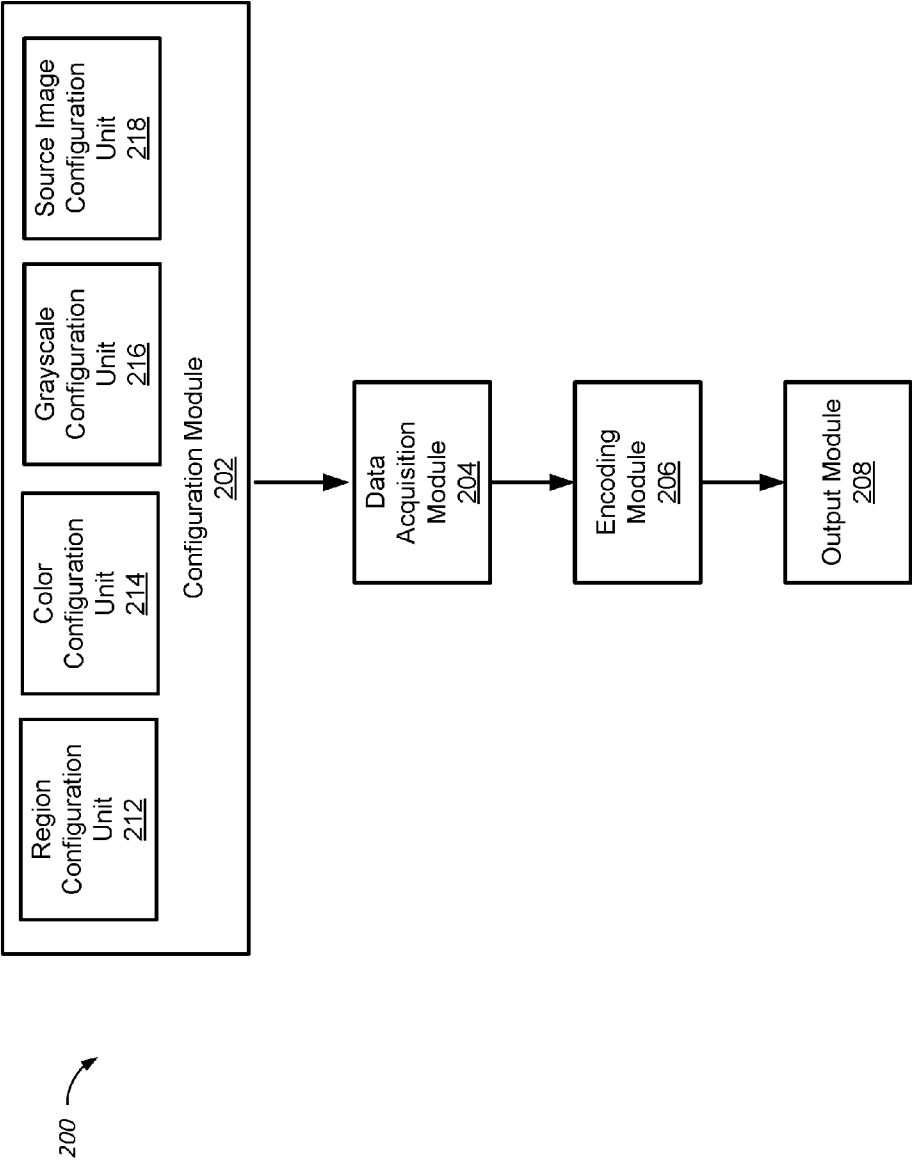 200
Region
Configuration
Unit
212
Color
Configuration
Unit
214
Grayscale
Configuration
Unit
216
Source Image
Configuration
Unit
218
Configuration Module
202
Data
Acquisition
Module
204
Encoding
Module
206
Output Module
208